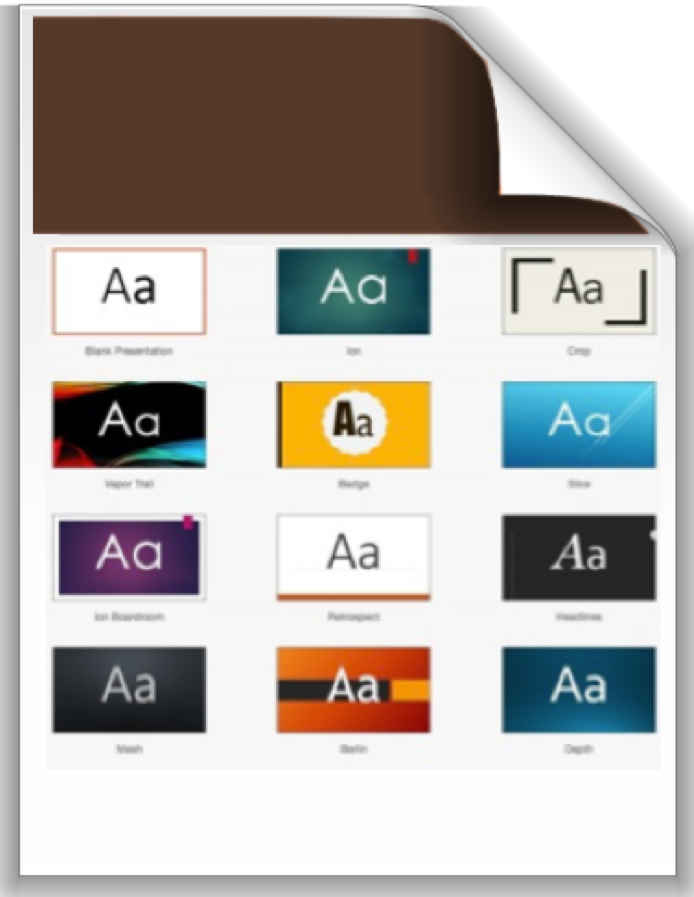 Aa Aa Aa
Blank Presentation Ion Crop
Aa Aa Aa
Vapor Trail Badge Slice
Aa Aa Aa
Ion Boardroom Retrospect Headlines
Aa Aa Aa
Mesh Berlin Depth